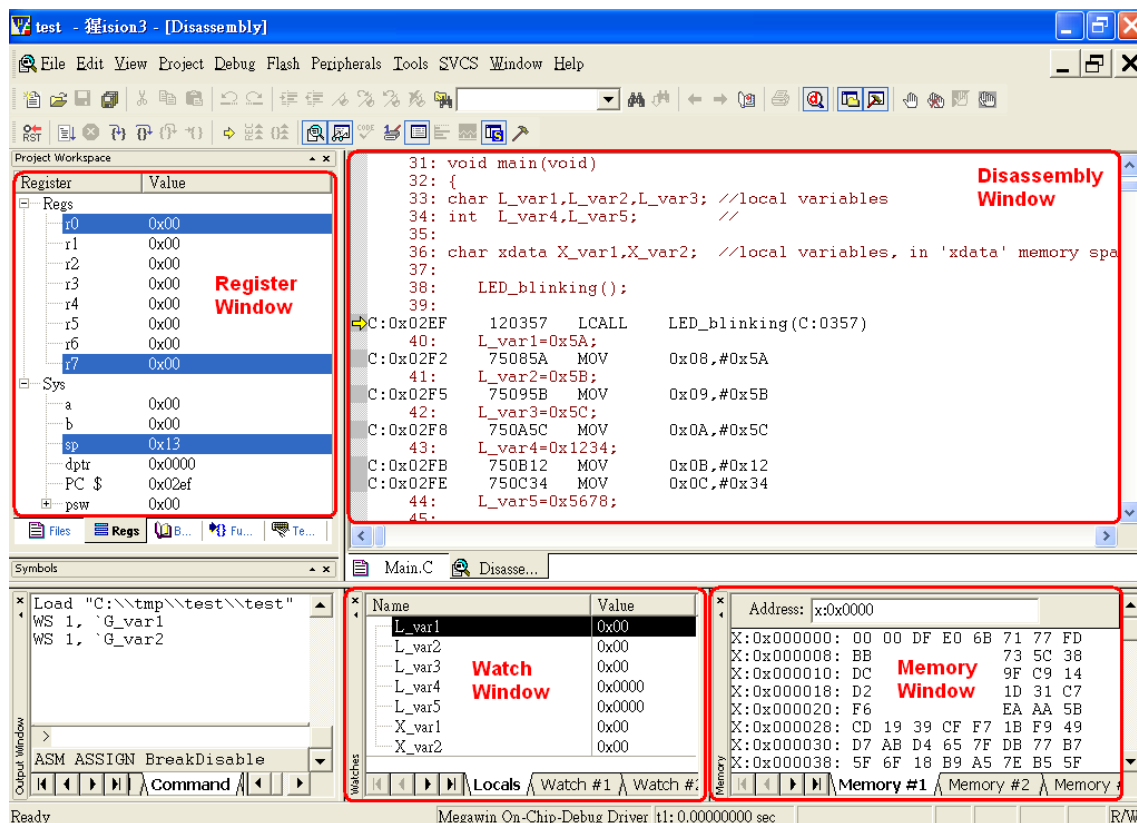 test - 猩ision3 - [Disassembly]
File Edit View Project Debug Flash Peripherals Tools SVCS Window Help
RST
CODE
Project Workspace
Register Value
Regs
r0 0x00
r1 0x00
r2 0x00
r3 0x00
r4 0x00
r5 0x00
r6 0x00
r7 0x00
Sys
a 0x00
b 0x00
sp 0x13
dptr 0x0000
PC $ 0x02ef
psw 0x00
Register
Window
Files Regs B... Fu... Te...
31: void main(void)
32: {
33: char L_var1,L_var2,L_var3; //local variables
34: int L_var4,L_var5; //
35:
36: char xdata X_var1,X_var2; //local variables, in 'xdata' memory spa
37:
38: LED_blinking();
39:
C:0x02EF 120357 LCALL LED_blinking(C:0357)
40: L_var1=0x5A;
C:0x02F2 75085A MOV 0x08,#0x5A
41: L_var2=0x5B;
C:0x02F5 75095B MOV 0x09,#0x5B
42: L_var3=0x5C;
C:0x02F8 750A5C MOV 0x0A,#0x5C
43: L_var4=0x1234;
C:0x02FB 750B12 MOV 0x0B,#0x12
C:0x02FE 750C34 MOV 0x0C,#0x34
44: L_var5=0x5678;
45:
Disassembly
Window
Main.C Disasse...
Symbols
Load "C:\\tmp\\test\\test"
WS 1, `G_var1
WS 1, `G_var2
>
ASM ASSIGN BreakDisable
Command
Output Window
Name Value
L_var1 0x00
L_var2 0x00
L_var3 0x00
L_var4 0x0000
L_var5 0x0000
X_var1 0x00
X_var2 0x00
Watch
Window
Locals Watch #1 Watch #2
Watches
Address: x:0x0000
X:0x000000: 00 00 DF E0 6B 71 77 FD
X:0x000008: BB 73 5C 38
X:0x000010: DC 9F C9 14
X:0x000018: D2 1D 31 C7
X:0x000020: F6 EA AA 5B
X:0x000028: CD 19 39 CF F7 1B F9 49
X:0x000030: D7 AB D4 65 7F DB 77 B7
X:0x000038: 5F 6F 18 B9 A5 7E B5 5F
Memory
Window
Memory #1 Memory #2 Memory #
Memory
Ready Megawin On-Chip-Debug Driver t1: 0.00000000 sec R/W